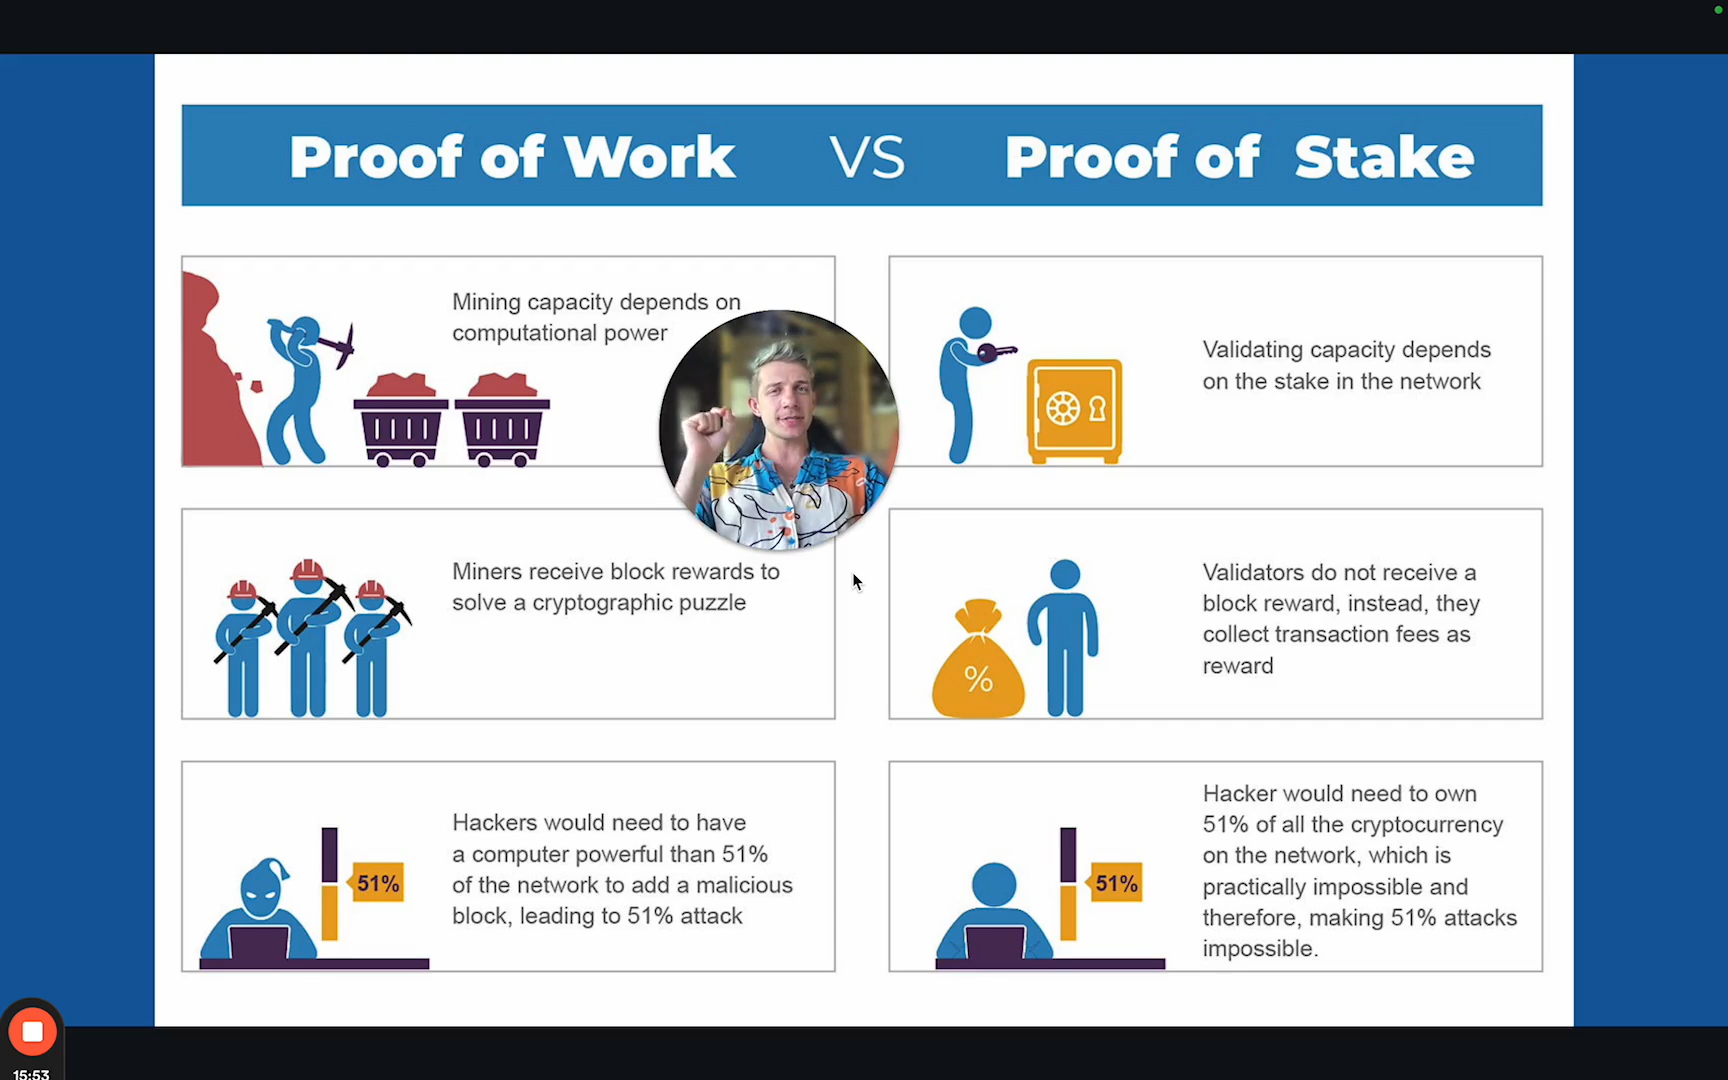 Proof of Work VS Proof of Stake
Mining capacity depends on
computational power
Validating capacity depends
on the stake in the network
Miners receive block rewards to
solve a cryptographic puzzle
%
Validators do not receive a
block reward, instead, they
collect transaction fees as
reward
51%
Hackers would need to have
a computer powerful than 51%
of the network to add a malicious
block, leading to 51% attack
51%
Hacker would need to own
51% of all the cryptocurrency
on the network, which is
practically impossible and
therefore, making 51% attacks
impossible.
15:53